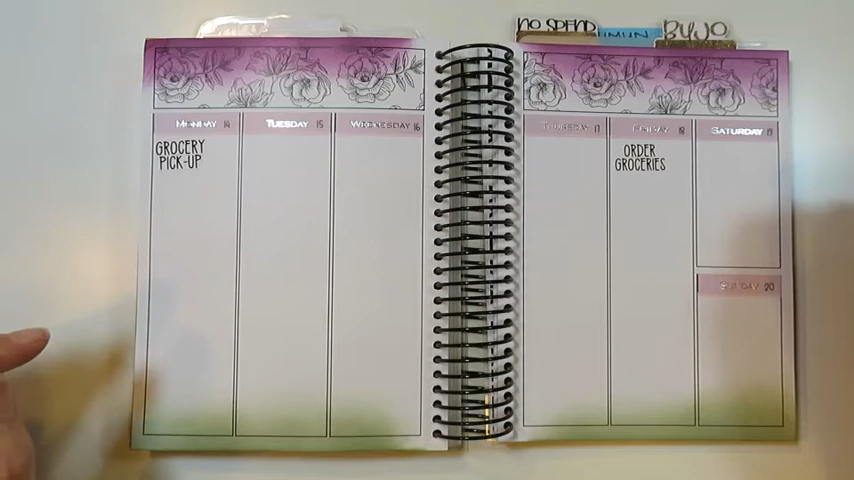 NO SPEND
IMUN
BUJO
MONDAY 14
TUESDAY 15
WEDNESDAY 16
THURSDAY 17
FRIDAY 18
SATURDAY 19
GROCERY
PICK-UP
ORDER
GROCERIES
SUNDAY 20